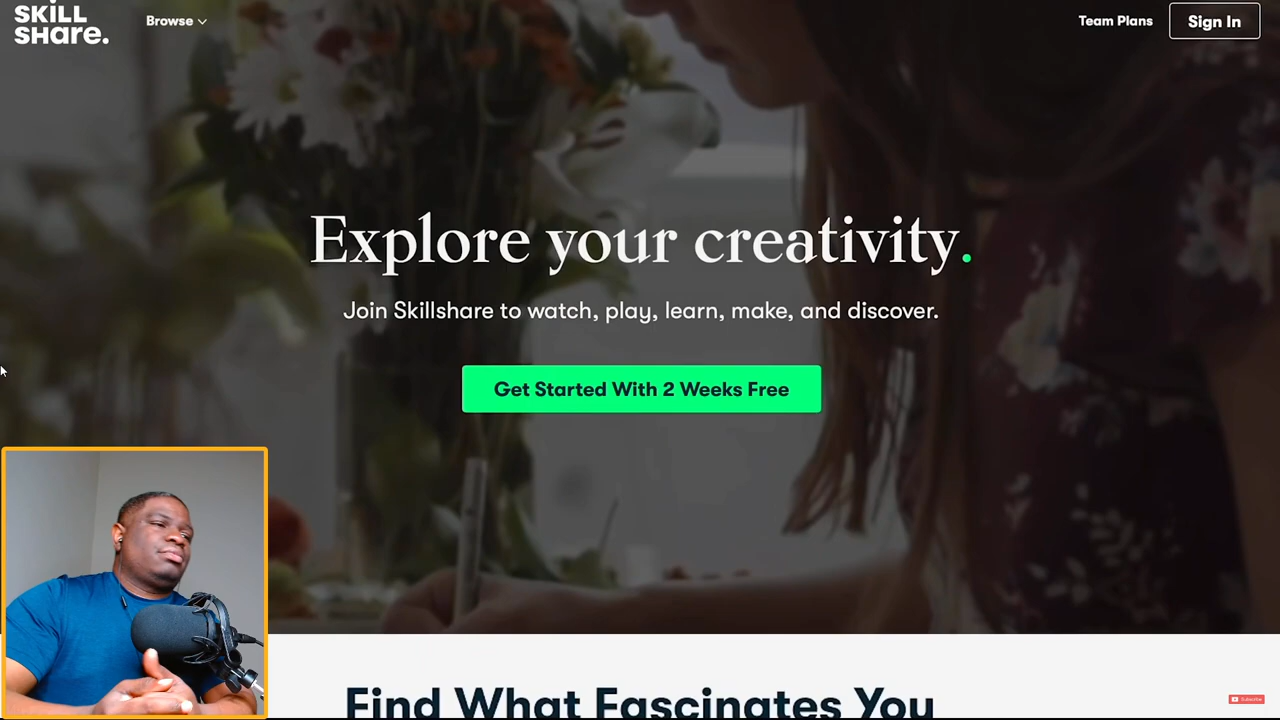 SKILL
SHare.
Browse
Team Plans
Sign In
Explore your creativity.
Join Skillshare to watch, play, learn, make, and discover.
Get Started With 2 Weeks Free
Find What Fascinates You
Subscribe